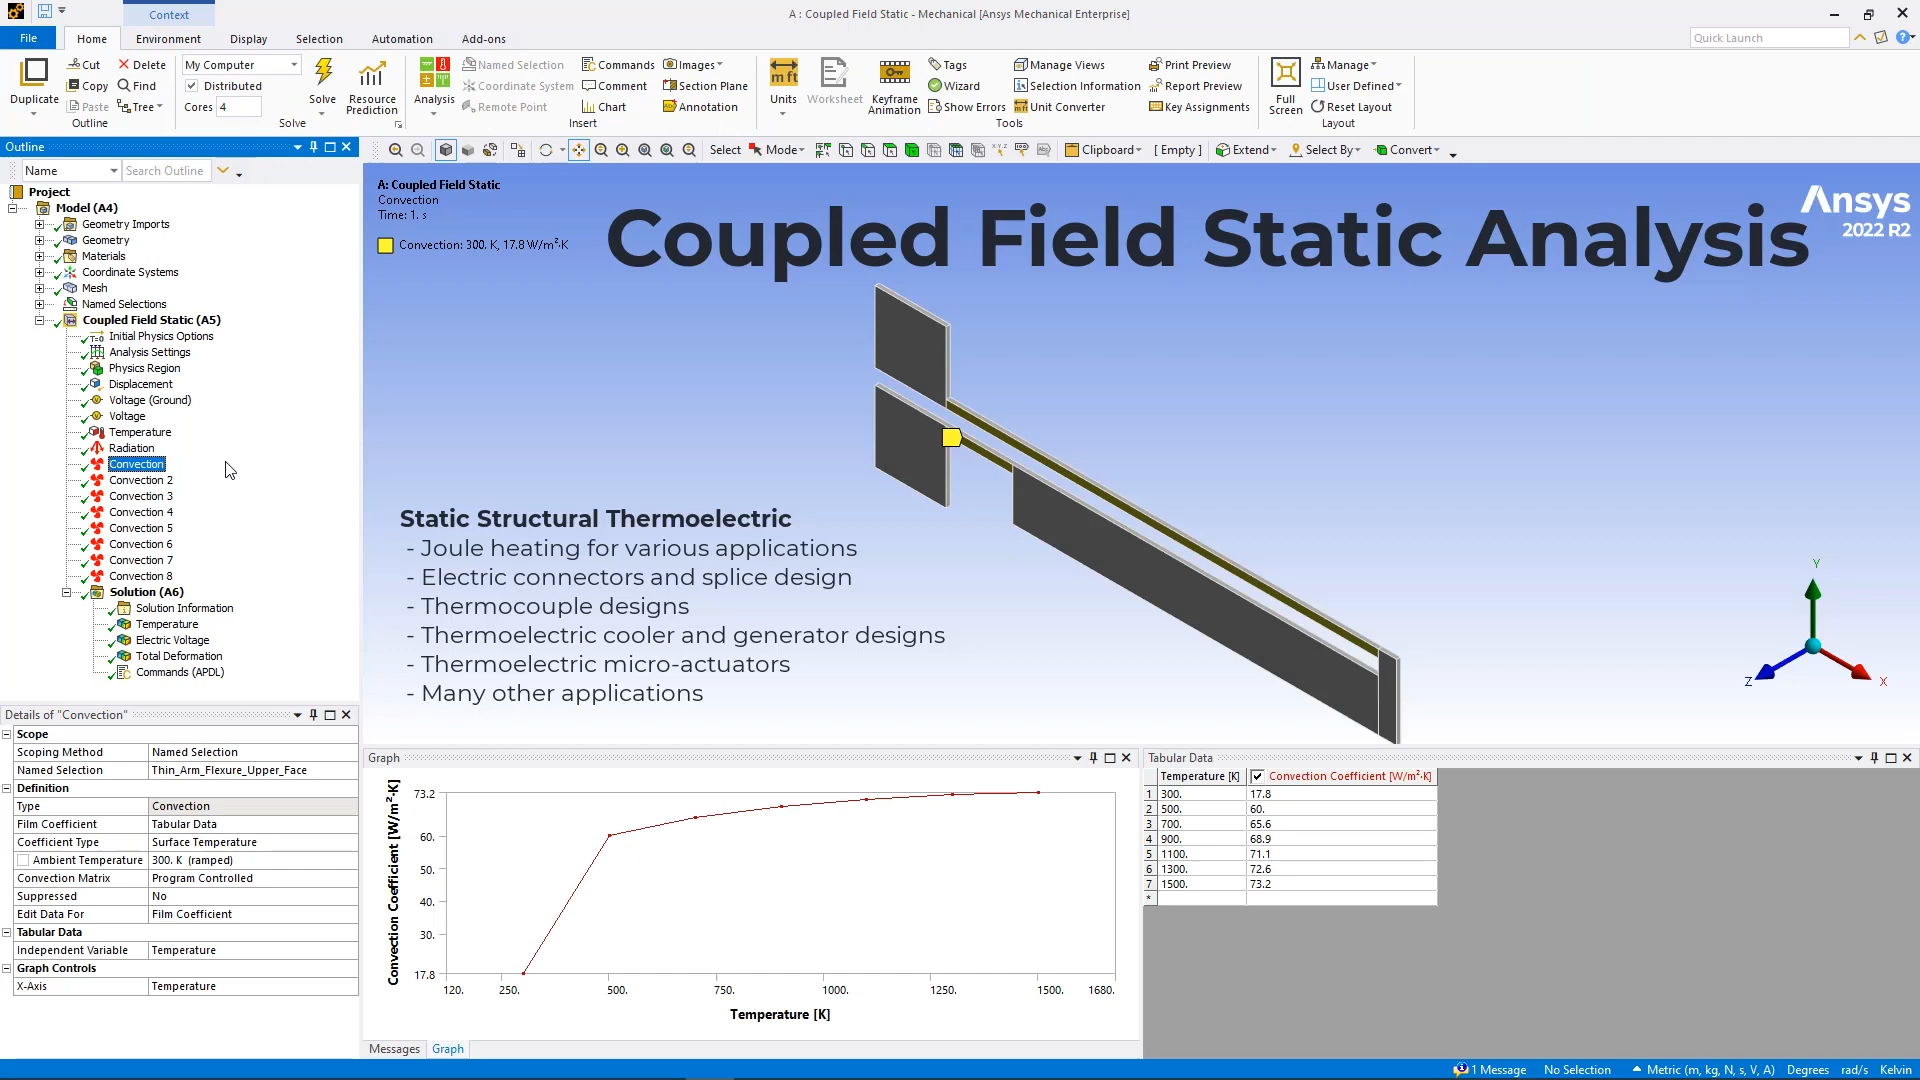 Context
A : Coupled Field Static - Mechanical [Ansys Mechanical Enterprise]
File
Home
Environment
Display
Selection
Automation
Add-ons
Quick Launch
Duplicate
Cut
Copy
Paste
Delete
Find
Tree
Outline
My Computer
Distributed
Cores 4
Solve
Resource Prediction
Solve
Analysis
Named Selection
Coordinate System
Remote Point
Commands
Comment
Chart
Images
Section Plane
Annotation
Insert
Units
Worksheet
Keyframe Animation
Tags
Wizard
Show Errors
Manage Views
Selection Information
Unit Converter
Print Preview
Report Preview
Key Assignments
Tools
Full Screen
Manage
User Defined
Reset Layout
Layout
Outline
Name
Search Outline
Select
Mode
Clipboard
[ Empty ]
Extend
Select By
Convert
Project
Model (A4)
Geometry Imports
Geometry
Materials
Coordinate Systems
Mesh
Named Selections
Coupled Field Static (A5)
Initial Physics Options
Analysis Settings
Physics Region
Displacement
Voltage (Ground)
Voltage
Temperature
Radiation
Convection
Convection 2
Convection 3
Convection 4
Convection 5
Convection 6
Convection 7
Convection 8
Solution (A6)
Solution Information
Temperature
Electric Voltage
Total Deformation
Commands (APDL)
A: Coupled Field Static
Convection
Time: 1. s
Convection: 300. K, 17.8 W/m²·K
Coupled Field Static Analysis
Ansys
2022 R2
Static Structural Thermoelectric
- Joule heating for various applications
- Electric connectors and splice design
- Thermocouple designs
- Thermoelectric cooler and generator designs
- Thermoelectric micro-actuators
- Many other applications
Y
Z
X
Details of "Convection"
Scope
Scoping Method Named Selection
Named Selection Thin_Arm_Flexure_Upper_Face
Definition
Type Convection
Film Coefficient Tabular Data
Coefficient Type Surface Temperature
Ambient Temperature 300. K (ramped)
Convection Matrix Program Controlled
Suppressed No
Edit Data For Film Coefficient
Tabular Data
Independent Variable Temperature
Graph Controls
X-Axis Temperature
Graph
Convection Coefficient [W/m²·K]
73.2
60.
50.
40.
30.
17.8
120. 250. 500. 750. 1000. 1250. 1500. 1680.
Temperature [K]
Messages
Graph
Tabular Data
Temperature [K] Convection Coefficient [W/m²·K]
1 300. 17.8
2 500. 60.
3 700. 65.6
4 900. 68.9
5 1100. 71.1
6 1300. 72.6
7 1500. 73.2
*
1 Message
No Selection
Metric (m, kg, N, s, V, A)
Degrees
rad/s
Kelvin